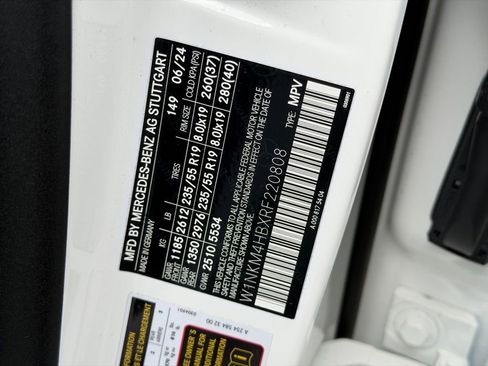 MFD BY MERCEDES-BENZ AG STUTTGART
MADE IN GERMANY 149 06/24
KG LB TIRES RIM SIZE COLD KPA(PSI)
GAWR FRONT 1185 2612 235/55 R19 8.0Jx19 260(37)
GAWR REAR 1350 2976 235/55 R19 8.0Jx19 280(40)
GVWR 2510/5534
THIS VEHICLE CONFORMS TO ALL APPLICABLE FEDERAL MOTOR VEHICLE
SAFETY AND THEFT PREVENTION STANDARDS IN EFFECT ON THE DATE OF
MANUFACTURE SHOWN ABOVE.
TYPE: MPV
W1NKM4HBXRF220808
A 000 817 54 04
A 254 584 32 00